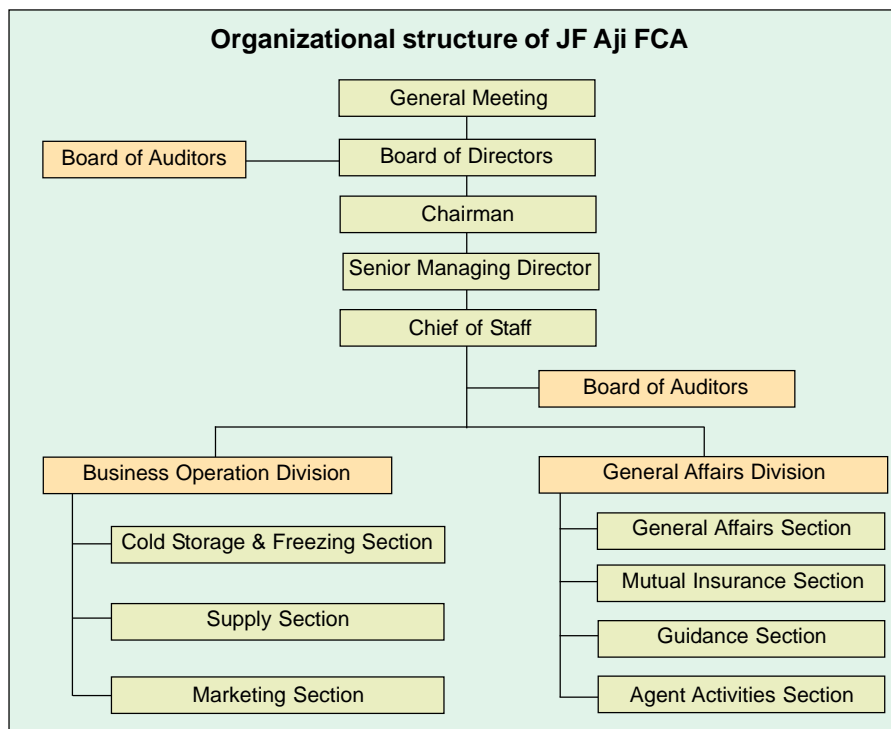 Organizational structure of JF Aji FCA
General Meeting
Board of Auditors
Board of Directors
Chairman
Senior Managing Director
Chief of Staff
Board of Auditors
Business Operation Division
General Affairs Division
Cold Storage & Freezing Section
Supply Section
Marketing Section
General Affairs Section
Mutual Insurance Section
Guidance Section
Agent Activities Section